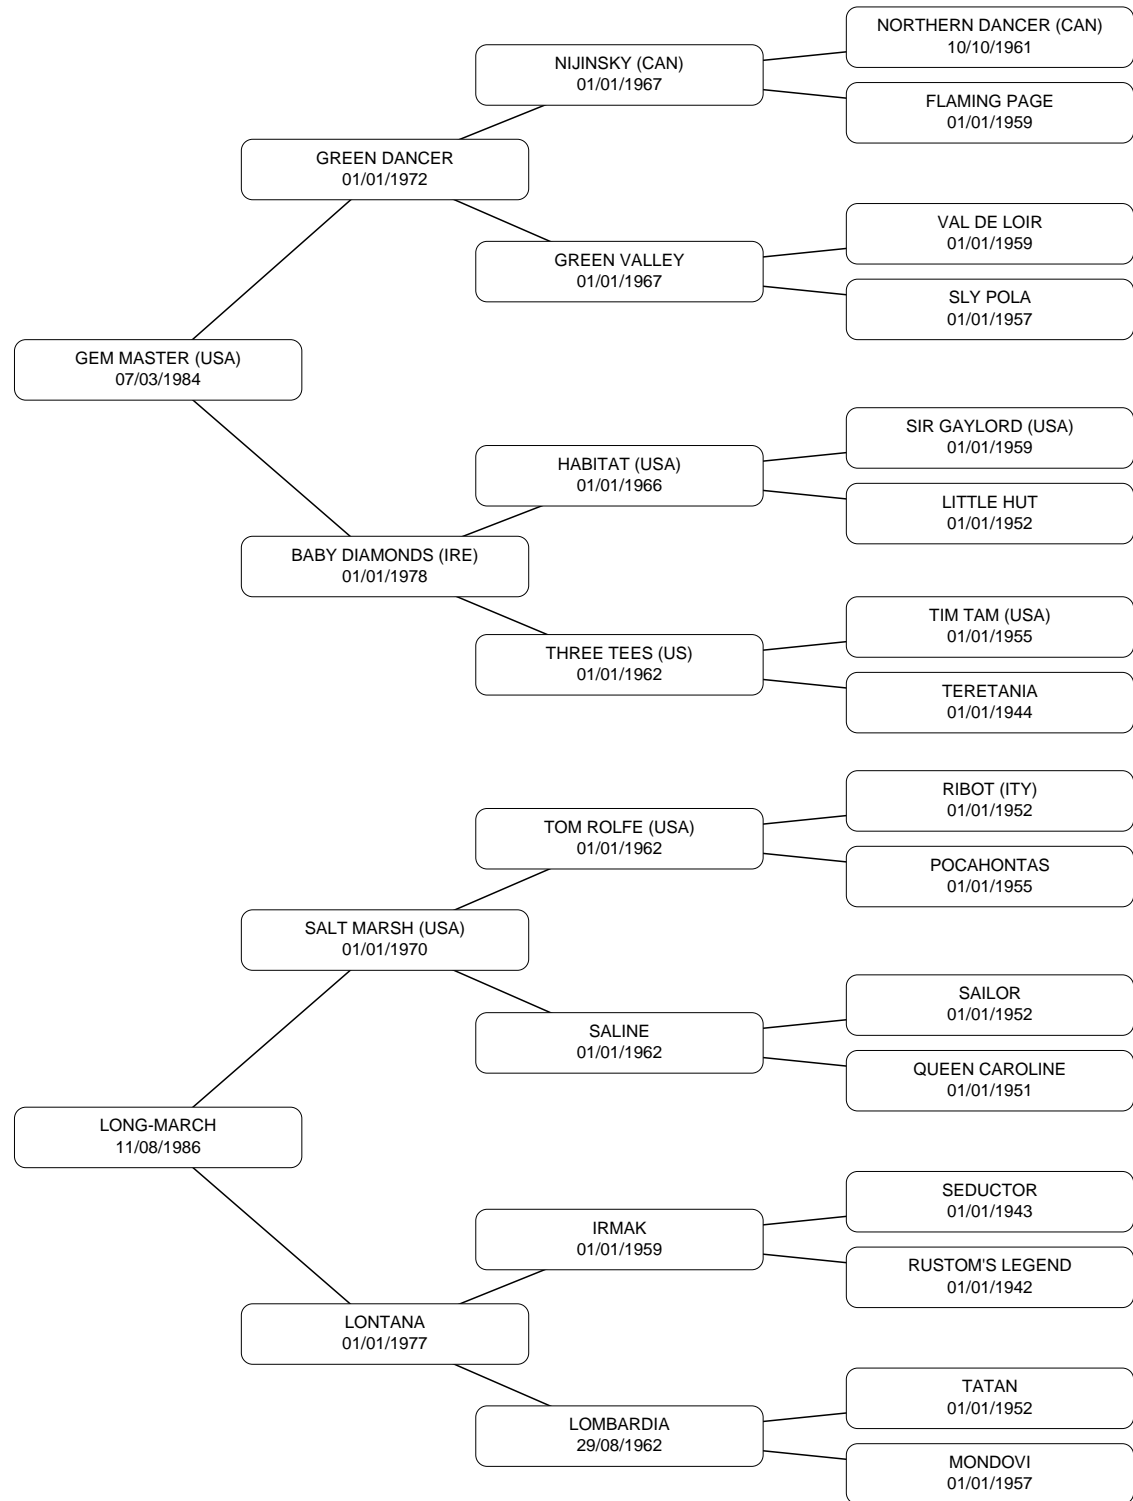 NORTHERN DANCER (CAN)
10/10/1961
NIJINSKY (CAN)
01/01/1967
FLAMING PAGE
01/01/1959
GREEN DANCER
01/01/1972
VAL DE LOIR
01/01/1959
GREEN VALLEY
01/01/1967
SLY POLA
01/01/1957
GEM MASTER (USA)
07/03/1984
SIR GAYLORD (USA)
01/01/1959
HABITAT (USA)
01/01/1966
LITTLE HUT
01/01/1952
BABY DIAMONDS (IRE)
01/01/1978
TIM TAM (USA)
01/01/1955
THREE TEES (US)
01/01/1962
TERETANIA
01/01/1944
RIBOT (ITY)
01/01/1952
TOM ROLFE (USA)
01/01/1962
POCAHONTAS
01/01/1955
SALT MARSH (USA)
01/01/1970
SAILOR
01/01/1952
SALINE
01/01/1962
QUEEN CAROLINE
01/01/1951
LONG-MARCH
11/08/1986
SEDUCTOR
01/01/1943
IRMAK
01/01/1959
RUSTOM'S LEGEND
01/01/1942
LONTANA
01/01/1977
TATAN
01/01/1952
LOMBARDIA
29/08/1962
MONDOVI
01/01/1957